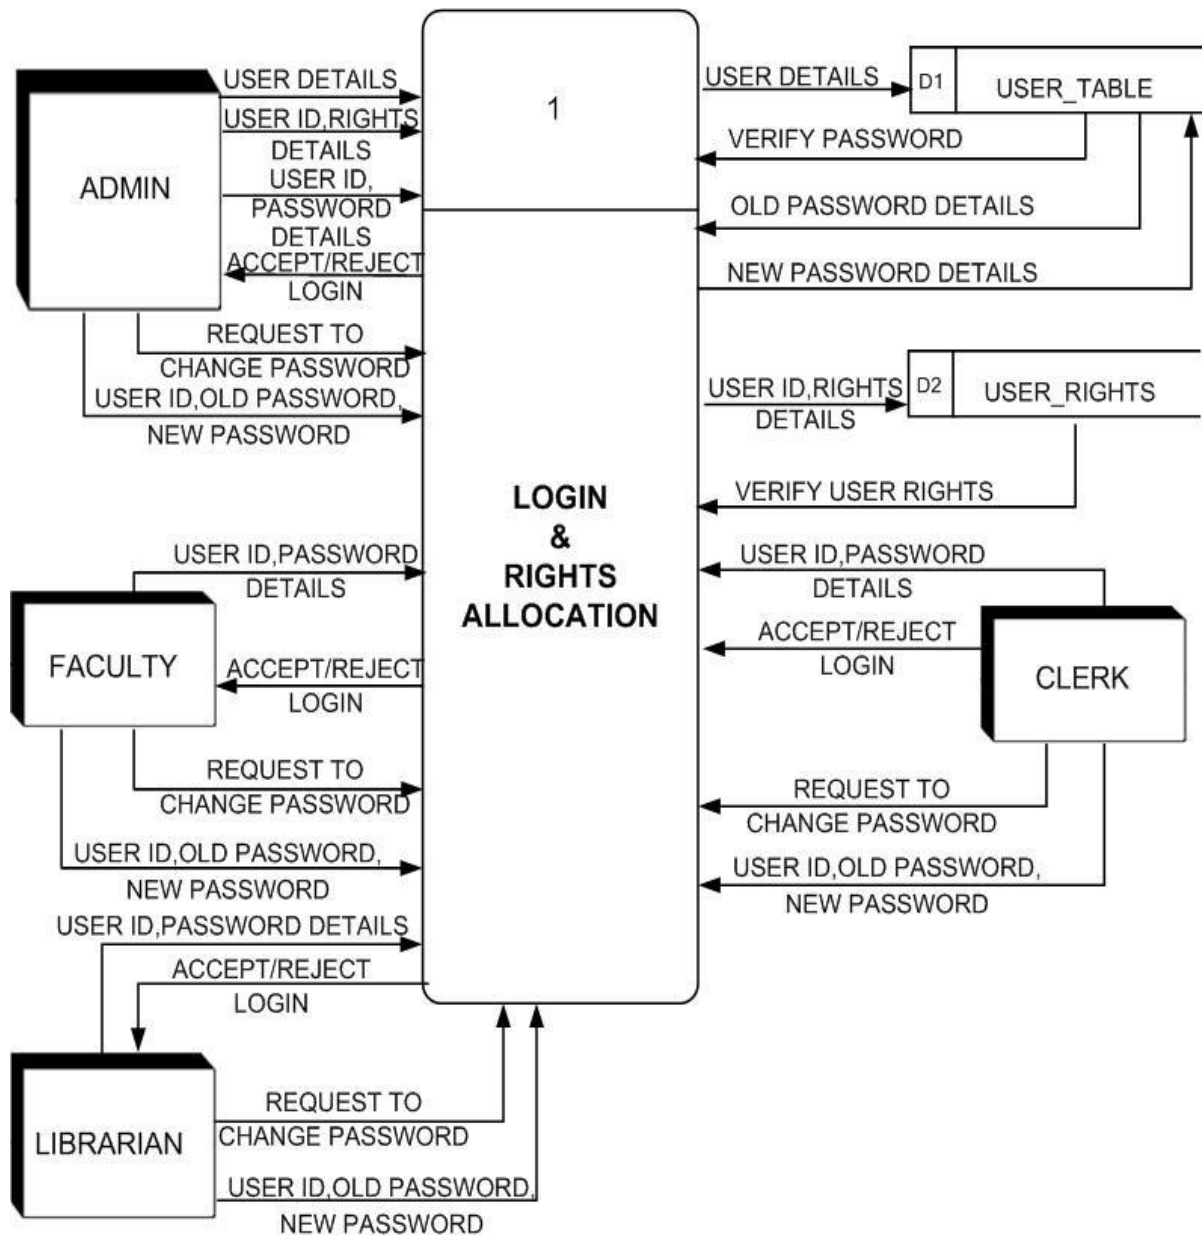 USER DETAILS
USER ID,RIGHTS
DETAILS
USER ID,
PASSWORD
DETAILS
ACCEPT/REJECT
LOGIN
ADMIN
REQUEST TO
CHANGE PASSWORD
USER ID,OLD PASSWORD,
NEW PASSWORD
1
LOGIN
&
RIGHTS
ALLOCATION
USER DETAILS
D1
USER_TABLE
VERIFY PASSWORD
OLD PASSWORD DETAILS
NEW PASSWORD DETAILS
USER ID,RIGHTS
DETAILS
D2
USER_RIGHTS
VERIFY USER RIGHTS
USER ID,PASSWORD
DETAILS
FACULTY
ACCEPT/REJECT
LOGIN
REQUEST TO
CHANGE PASSWORD
USER ID,OLD PASSWORD,
NEW PASSWORD
USER ID,PASSWORD
DETAILS
ACCEPT/REJECT
LOGIN
CLERK
REQUEST TO
CHANGE PASSWORD
USER ID,OLD PASSWORD,
NEW PASSWORD
USER ID,PASSWORD DETAILS
ACCEPT/REJECT
LOGIN
LIBRARIAN
REQUEST TO
CHANGE PASSWORD
USER ID,OLD PASSWORD,
NEW PASSWORD